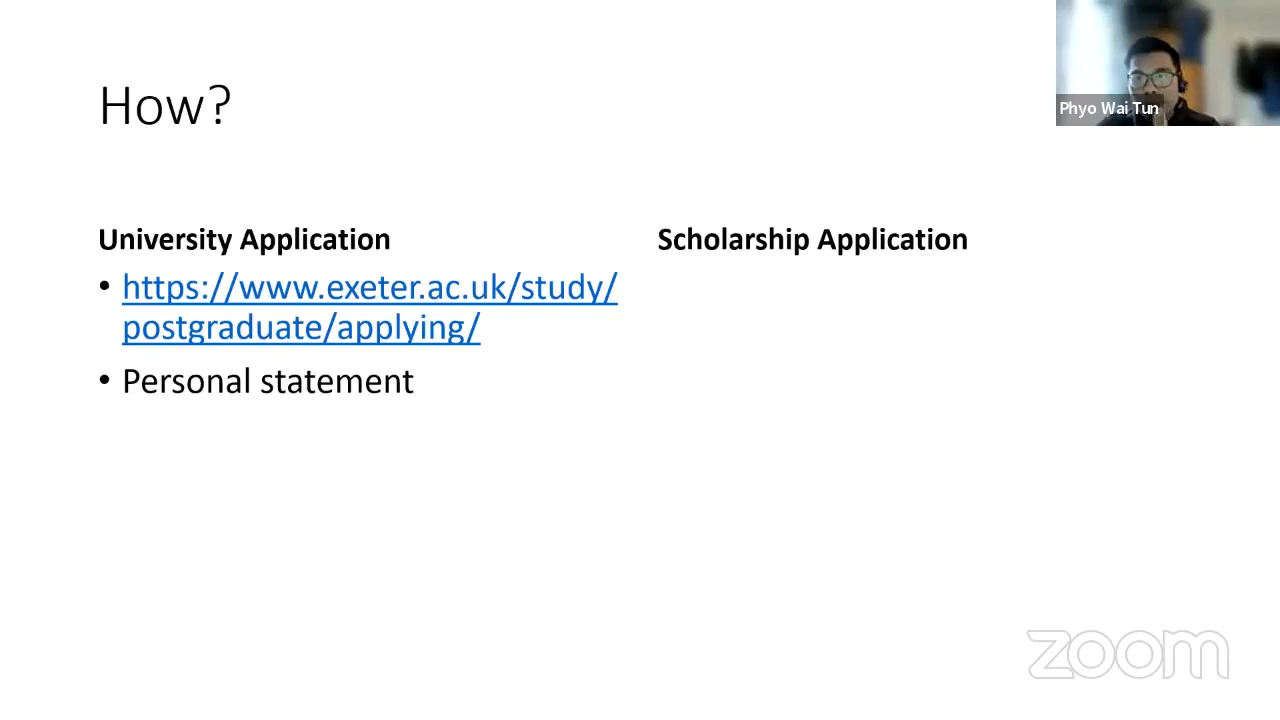 How?
Phyo Wai Tun
University Application
• https://www.exeter.ac.uk/study/
postgraduate/applying/
• Personal statement
Scholarship Application
zoom